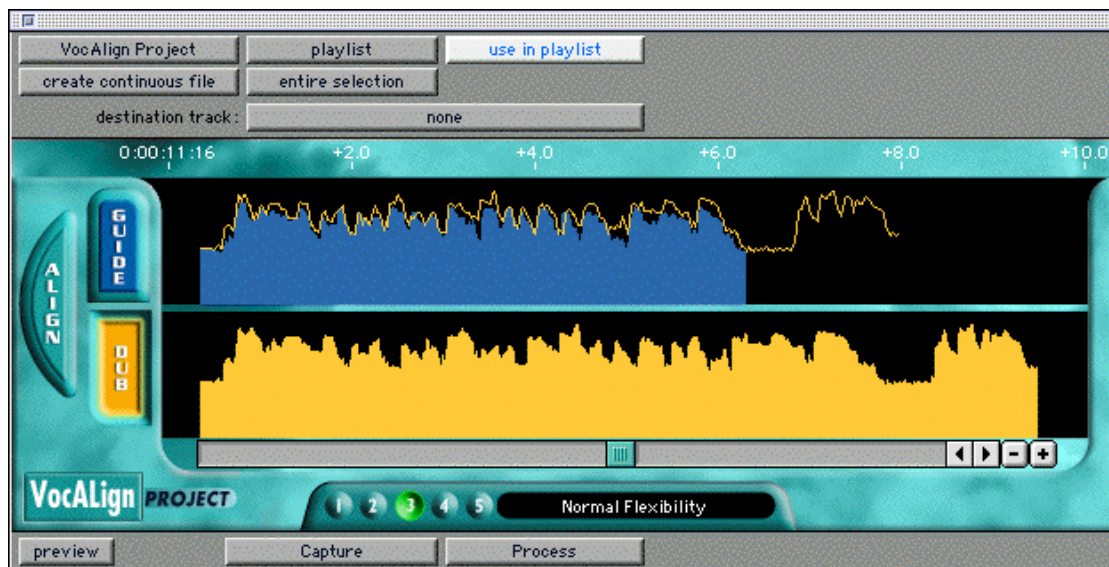 VocAlign Project playlist use in playlist
create continuous file entire selection
destination track: none
0:00:11:16 +2.0 +4.0 +6.0 +8.0 +10.0
GUIDE
ALIGN
DUB
VocALign PROJECT
1 2 3 4 5 Normal Flexibility
preview Capture Process